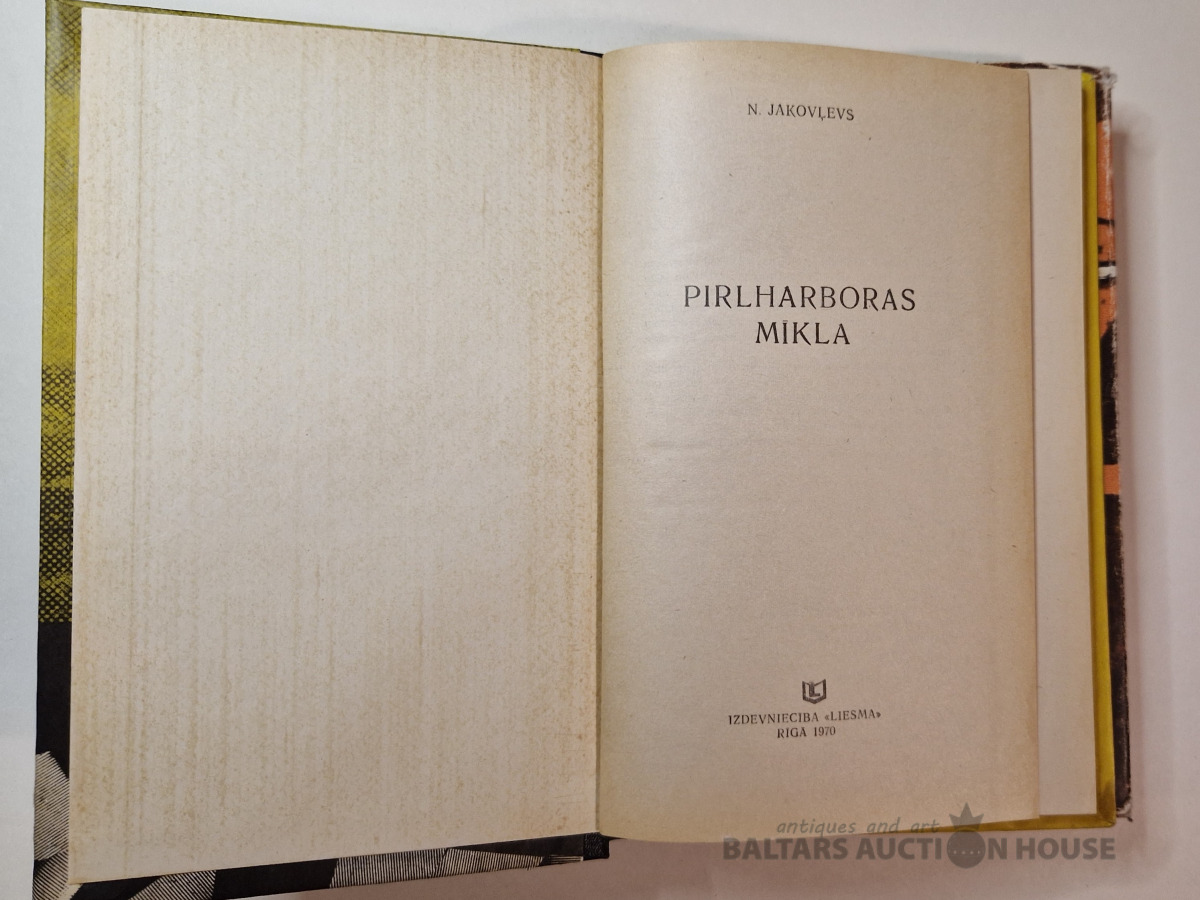 N. JAKOVĻEVS
PIRLHARBORAS
MĪKLA
IZDEVNIECĪBA «LIESMA»
RĪGĀ 1970
antiques and art
BALTARS AUCTION HOUSE